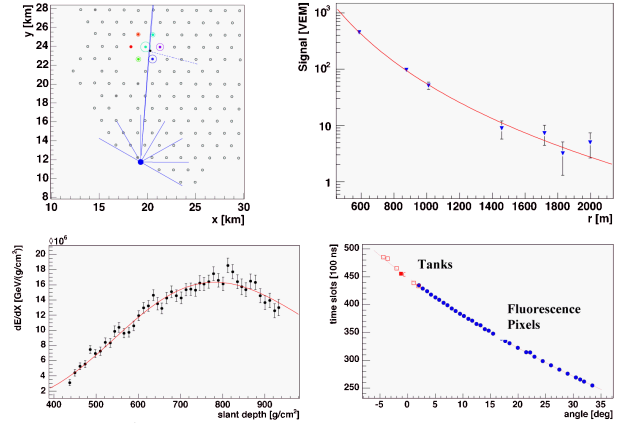 y [km]
28
26
24
22
20
18
16
14
12
10
8
10 15 20 25 30
x [km]
Signal [VEM]
10³
10²
10
1
600 800 1000 1200 1400 1600 1800 2000
r [m]
×10⁶
dE/dX [GeV/(g/cm²)]
20
18
16
14
12
10
8
6
4
2
400 500 600 700 800 900 1000
slant depth [g/cm²]
time slots [100 ns]
500
450
400
350
300
250
Tanks
Fluorescence
Pixels
-5 0 5 10 15 20 25 30 35
angle [deg]